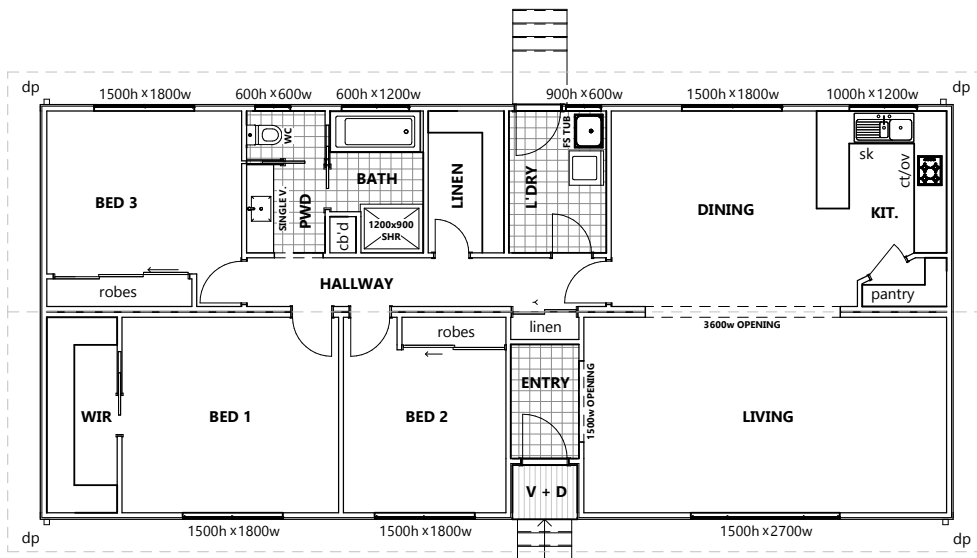 dp
dp
1500h x 1800w
600h x 600w
600h x 1200w
900h x 600w
1500h x 1800w
1000h x 1200w
WC
FS TUB
sk
ct/ov
BED 3
SINGLE V.
PWD
BATH
LINEN
L'DRY
DINING
KIT.
1200x900
SHR
cb'd
HALLWAY
robes
pantry
3600w OPENING
robes
linen
WIR
BED 1
BED 2
ENTRY
1500w OPENING
LIVING
V + D
1500h x 1800w
1500h x 1800w
1500h x 2700w
dp
dp